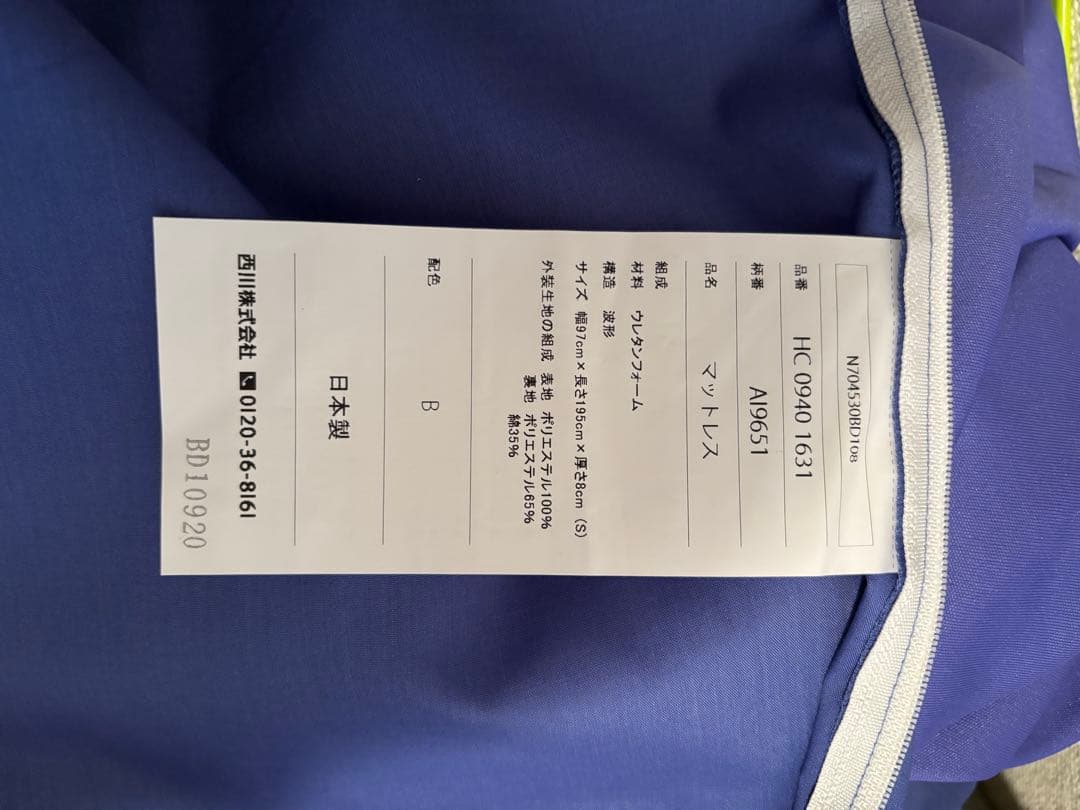 N704530BD108
品番 HC 0940 1631
柄番 AI9651
品名 マットレス
組成
材料 ウレタンフォーム
構造 波形
サイズ 幅97cm×長さ195cm×厚さ8cm (S)
外装生地の組成 表地 ポリエステル100%
裏地 ポリエステル65%
綿35%
配色 B
日本製
西川株式会社 0120-36-8161
BD10920